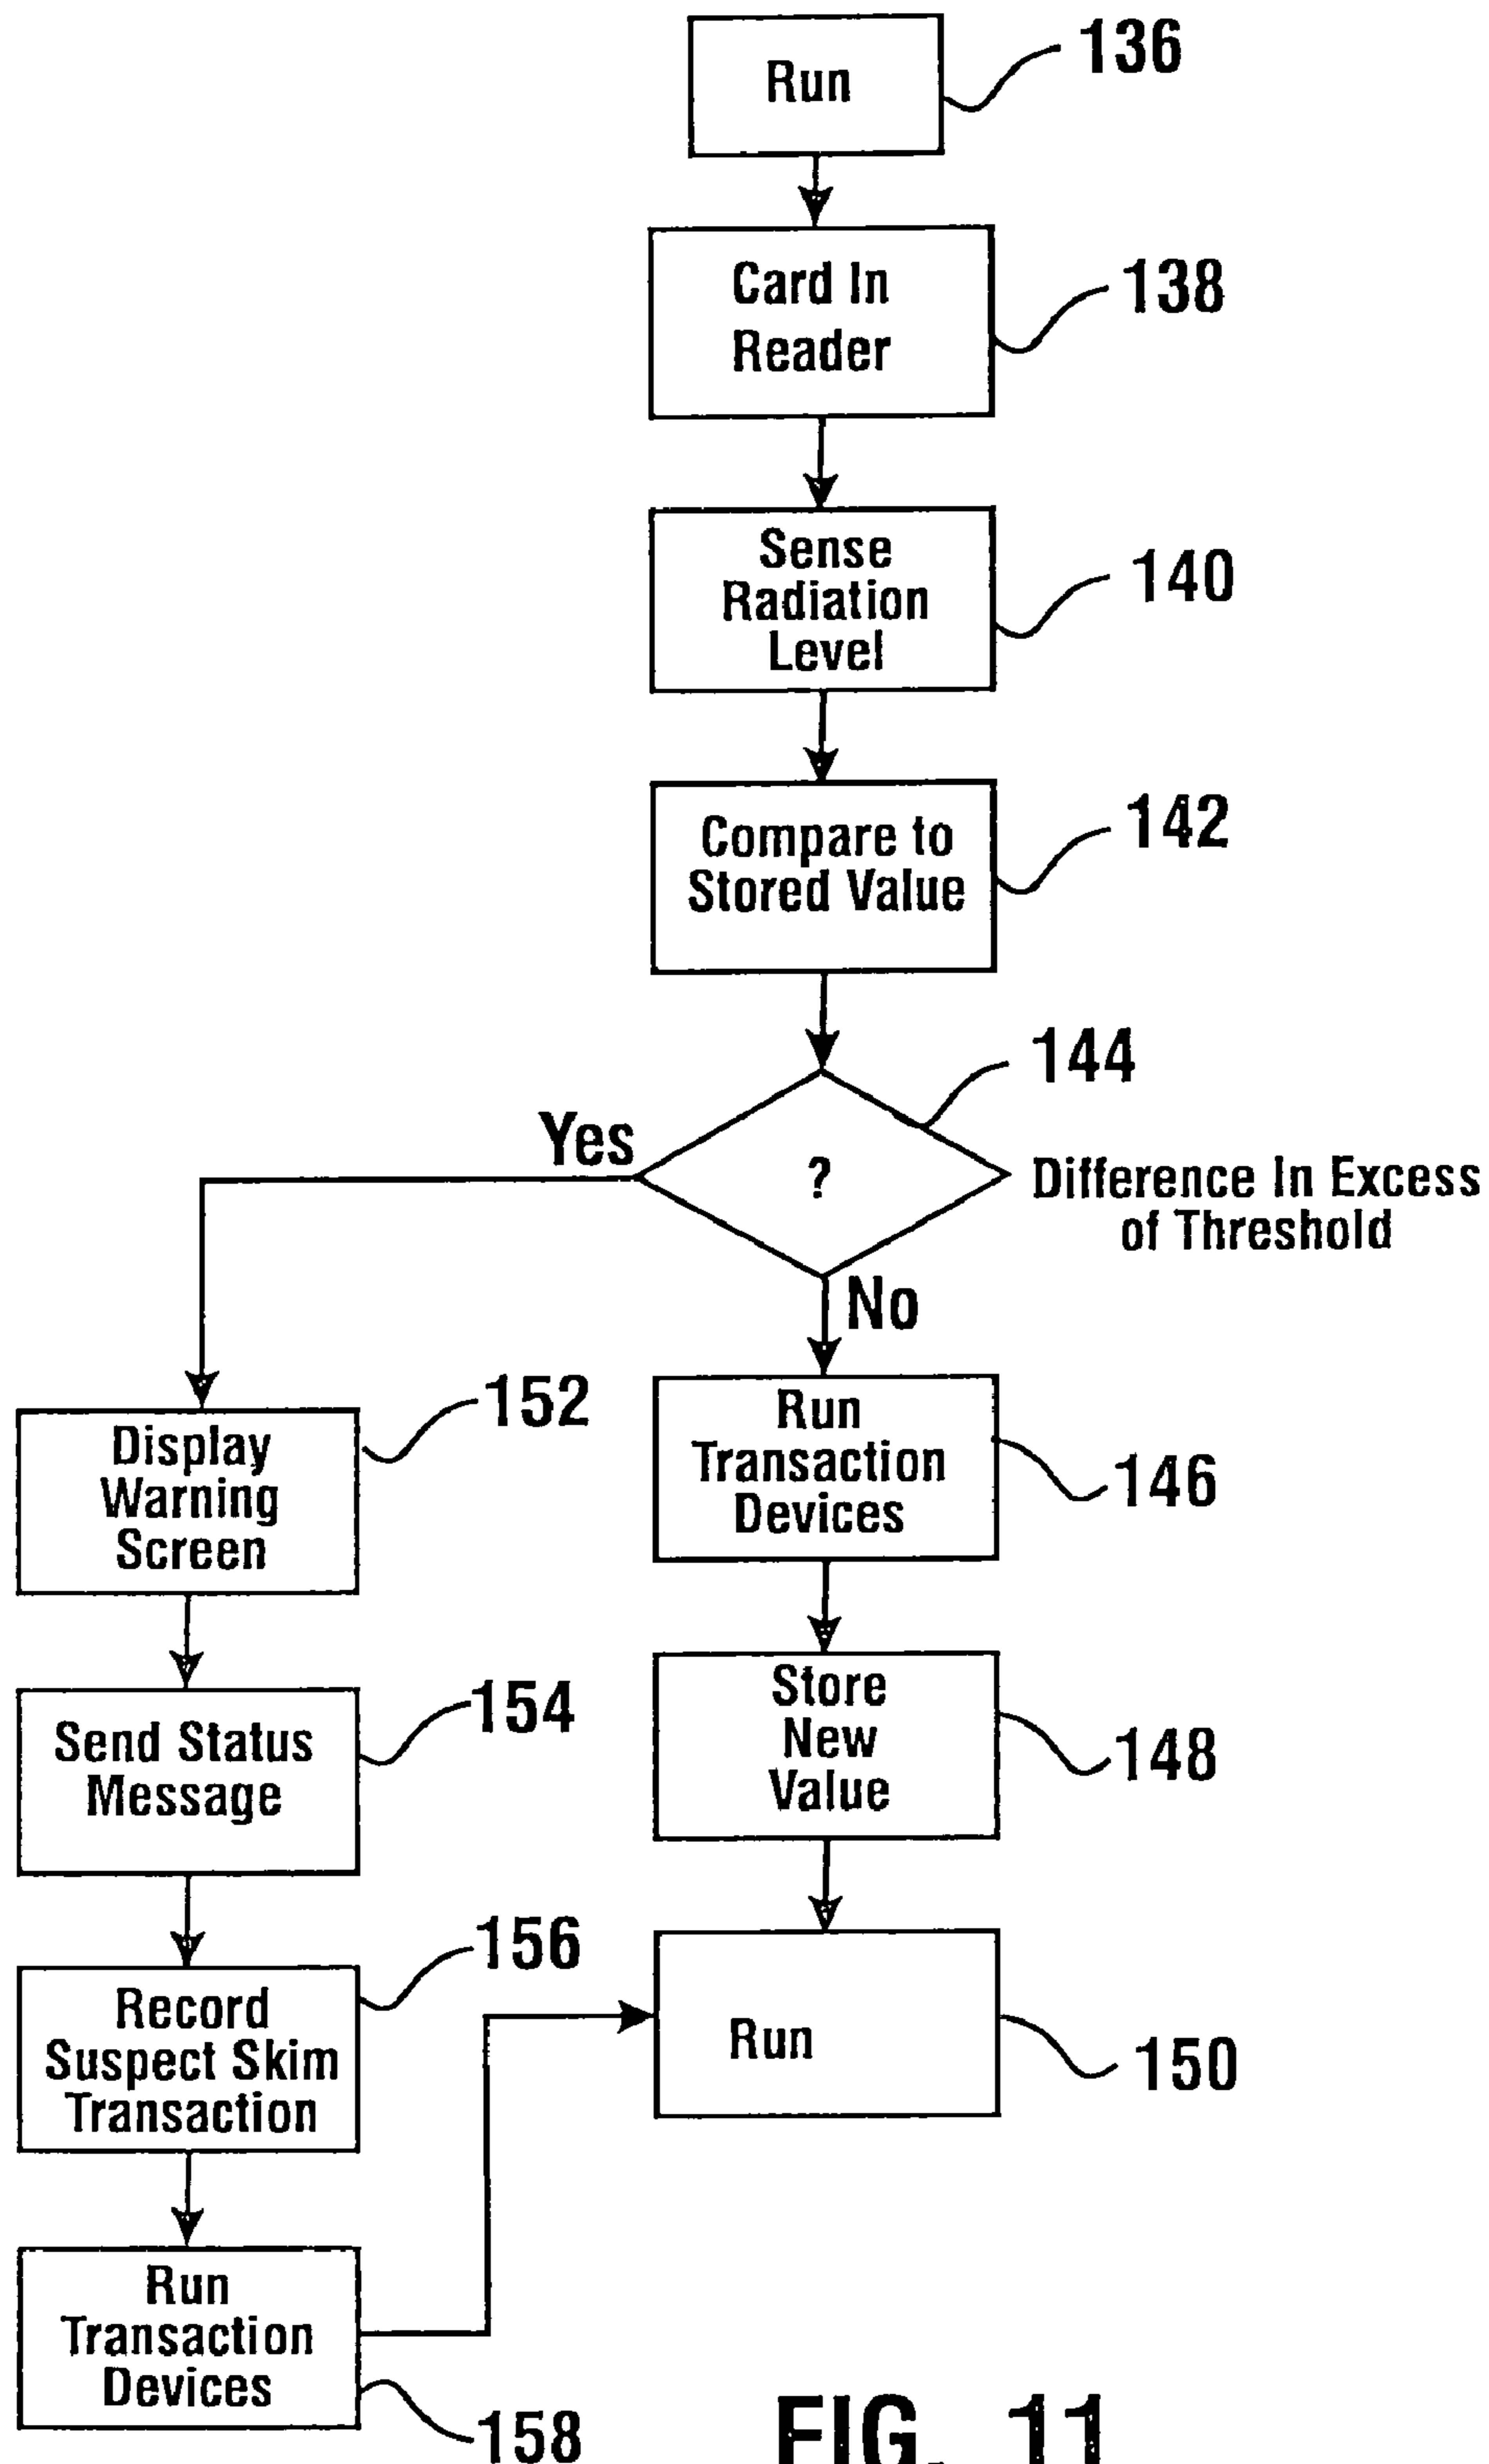 Run
136
Card In
Reader
138
Sense
Radiation
Level
140
Compare to
Stored Value
142
144
Yes
?
Difference In Excess
of Threshold
No
Display
Warning
Screen
152
Run
Transaction
Devices
146
Send Status
Message
154
Store
New
Value
148
Record
Suspect Skim
Transaction
156
Run
150
Run
Transaction
Devices
158
FIG. 11